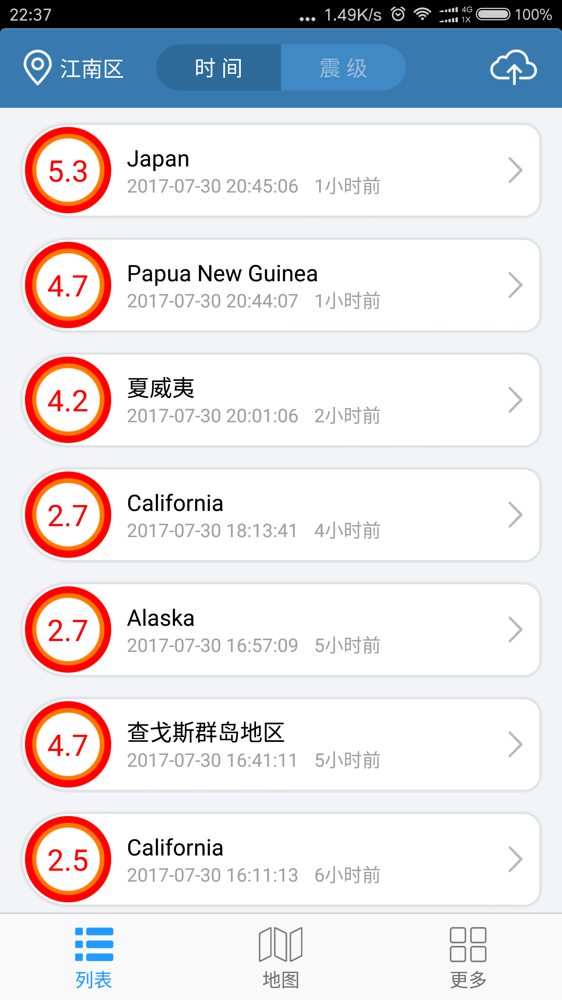 22:37 ... 1.49K/s 4G 1X 100%
江南区 时间 震级
5.3
Japan
2017-07-30 20:45:06 1小时前
4.7
Papua New Guinea
2017-07-30 20:44:07 1小时前
4.2
夏威夷
2017-07-30 20:01:06 2小时前
2.7
California
2017-07-30 18:13:41 4小时前
2.7
Alaska
2017-07-30 16:57:09 5小时前
4.7
查戈斯群岛地区
2017-07-30 16:41:11 5小时前
2.5
California
2017-07-30 16:11:13 6小时前
列表 地图 更多